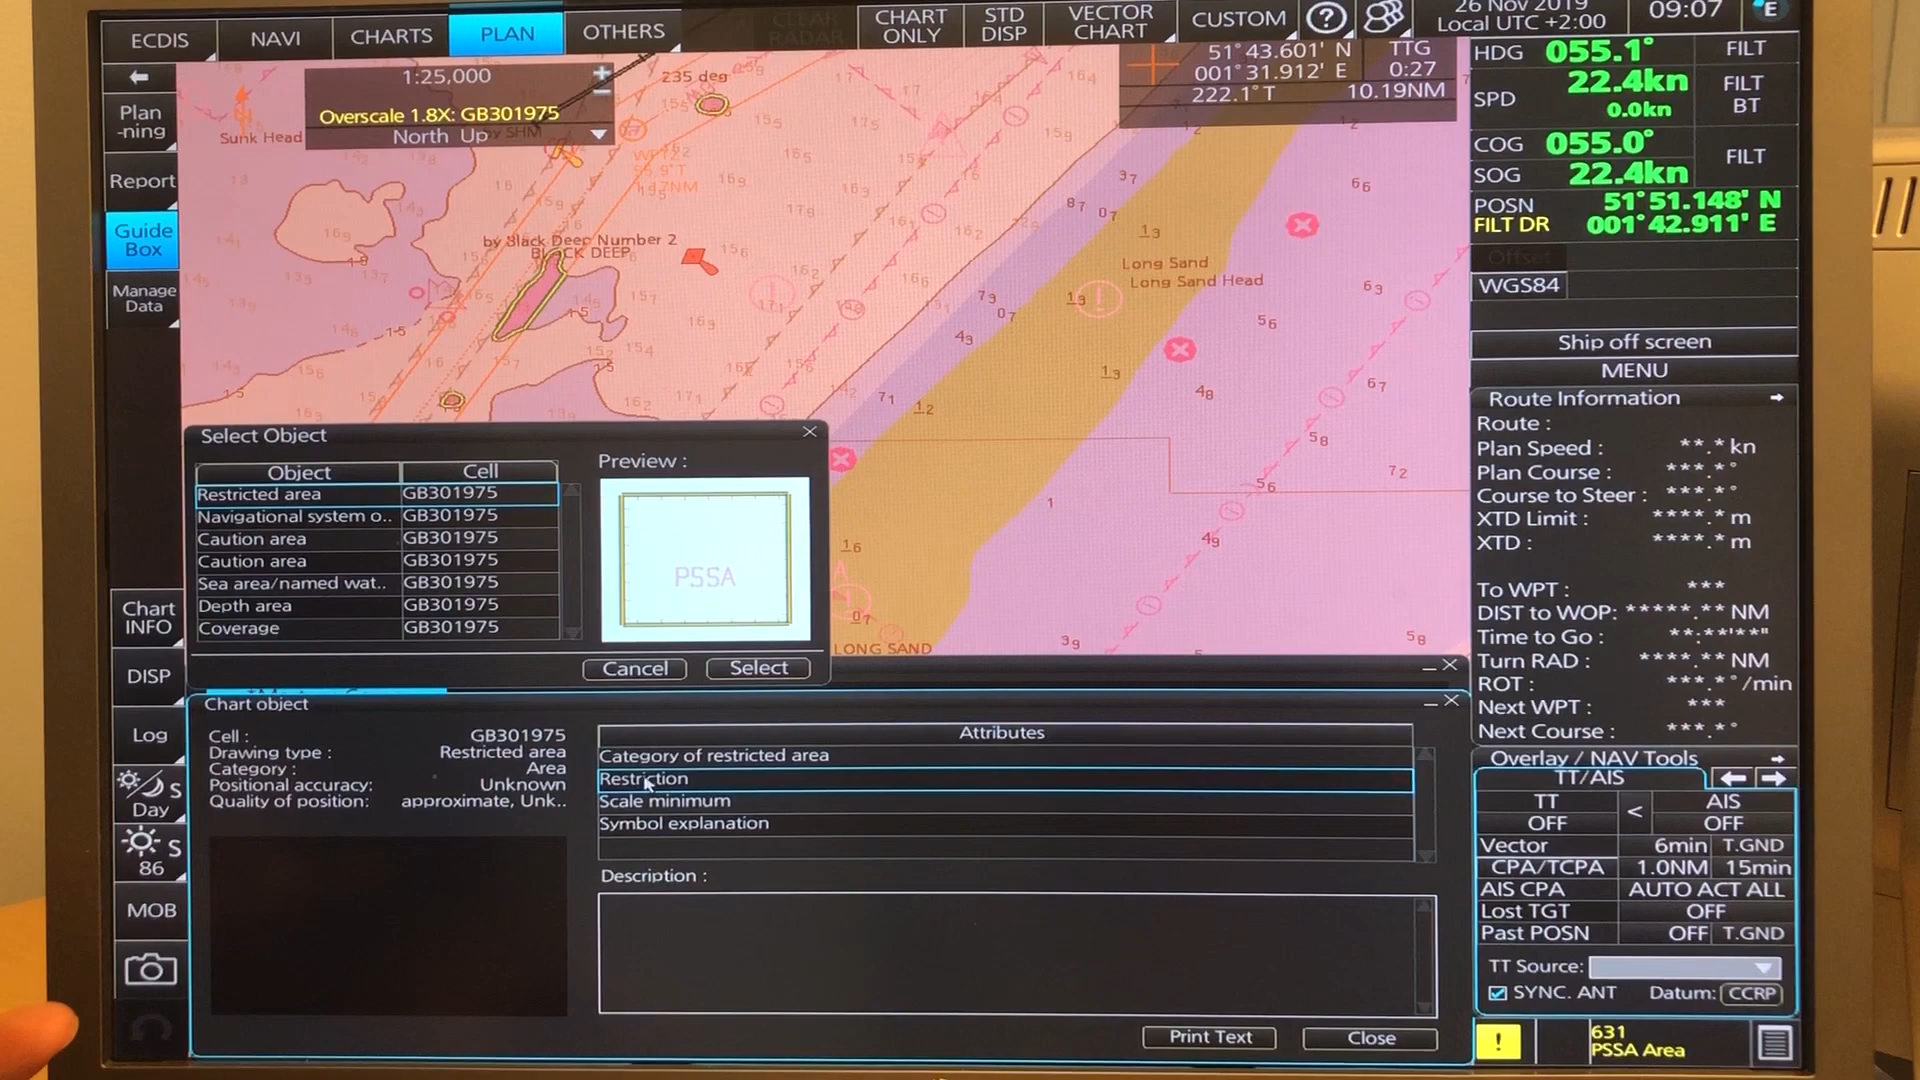 ECDIS
NAVI
CHARTS
PLAN
OTHERS
CLEAR
RADAR
CHART
ONLY
STD
DISP
VECTOR
CHART
CUSTOM
26 Nov 2019
Local UTC +2:00
09:07
E
Plan
-ning
Report
Guide
Box
Manage
Data
Chart
INFO
DISP
Log
S
Day
S
86
MOB
1:25,000
Overscale 1.8X: GB301975
North Up
235 deg
Sunk Head
by Black Deep Number 2
BLACK DEEP
Long Sand
Long Sand Head
LONG SAND
51° 43.601' N
001° 31.912' E
222.1°T
TTG
0:27
10.19NM
Select Object
Object Cell
Restricted area GB301975
Navigational system o.. GB301975
Caution area GB301975
Caution area GB301975
Sea area/named wat.. GB301975
Depth area GB301975
Coverage GB301975
Preview :
PSSA
Cancel
Select
Chart object
Cell : GB301975
Drawing type : Restricted area
Category : Area
Positional accuracy: Unknown
Quality of position: approximate, Unk..
Attributes
Category of restricted area
Restriction
Scale minimum
Symbol explanation
Description :
Print Text
Close
HDG 055.1° FILT
SPD 22.4kn FILT
0.0kn BT
COG 055.0° FILT
SOG 22.4kn
POSN 51°51.148' N
FILT DR 001°42.911' E
Offset
WGS84
Ship off screen
MENU
Route Information
Route :
Plan Speed : **.* kn
Plan Course : ***.*°
Course to Steer : ***.*°
XTD Limit : ****.* m
XTD : ****.* m
To WPT : ***
DIST to WOP: *****.** NM
Time to Go : **:**'**"
Turn RAD : ****.** NM
ROT : ***.*°/min
Next WPT : ***
Next Course : ***.*°
Overlay / NAV Tools
TT/AIS
TT
OFF
<
AIS
OFF
Vector 6min T.GND
CPA/TCPA 1.0NM 15min
AIS CPA AUTO ACT ALL
Lost TGT OFF
Past POSN OFF T.GND
TT Source:
SYNC. ANT Datum: CCRP
!
631
PSSA Area